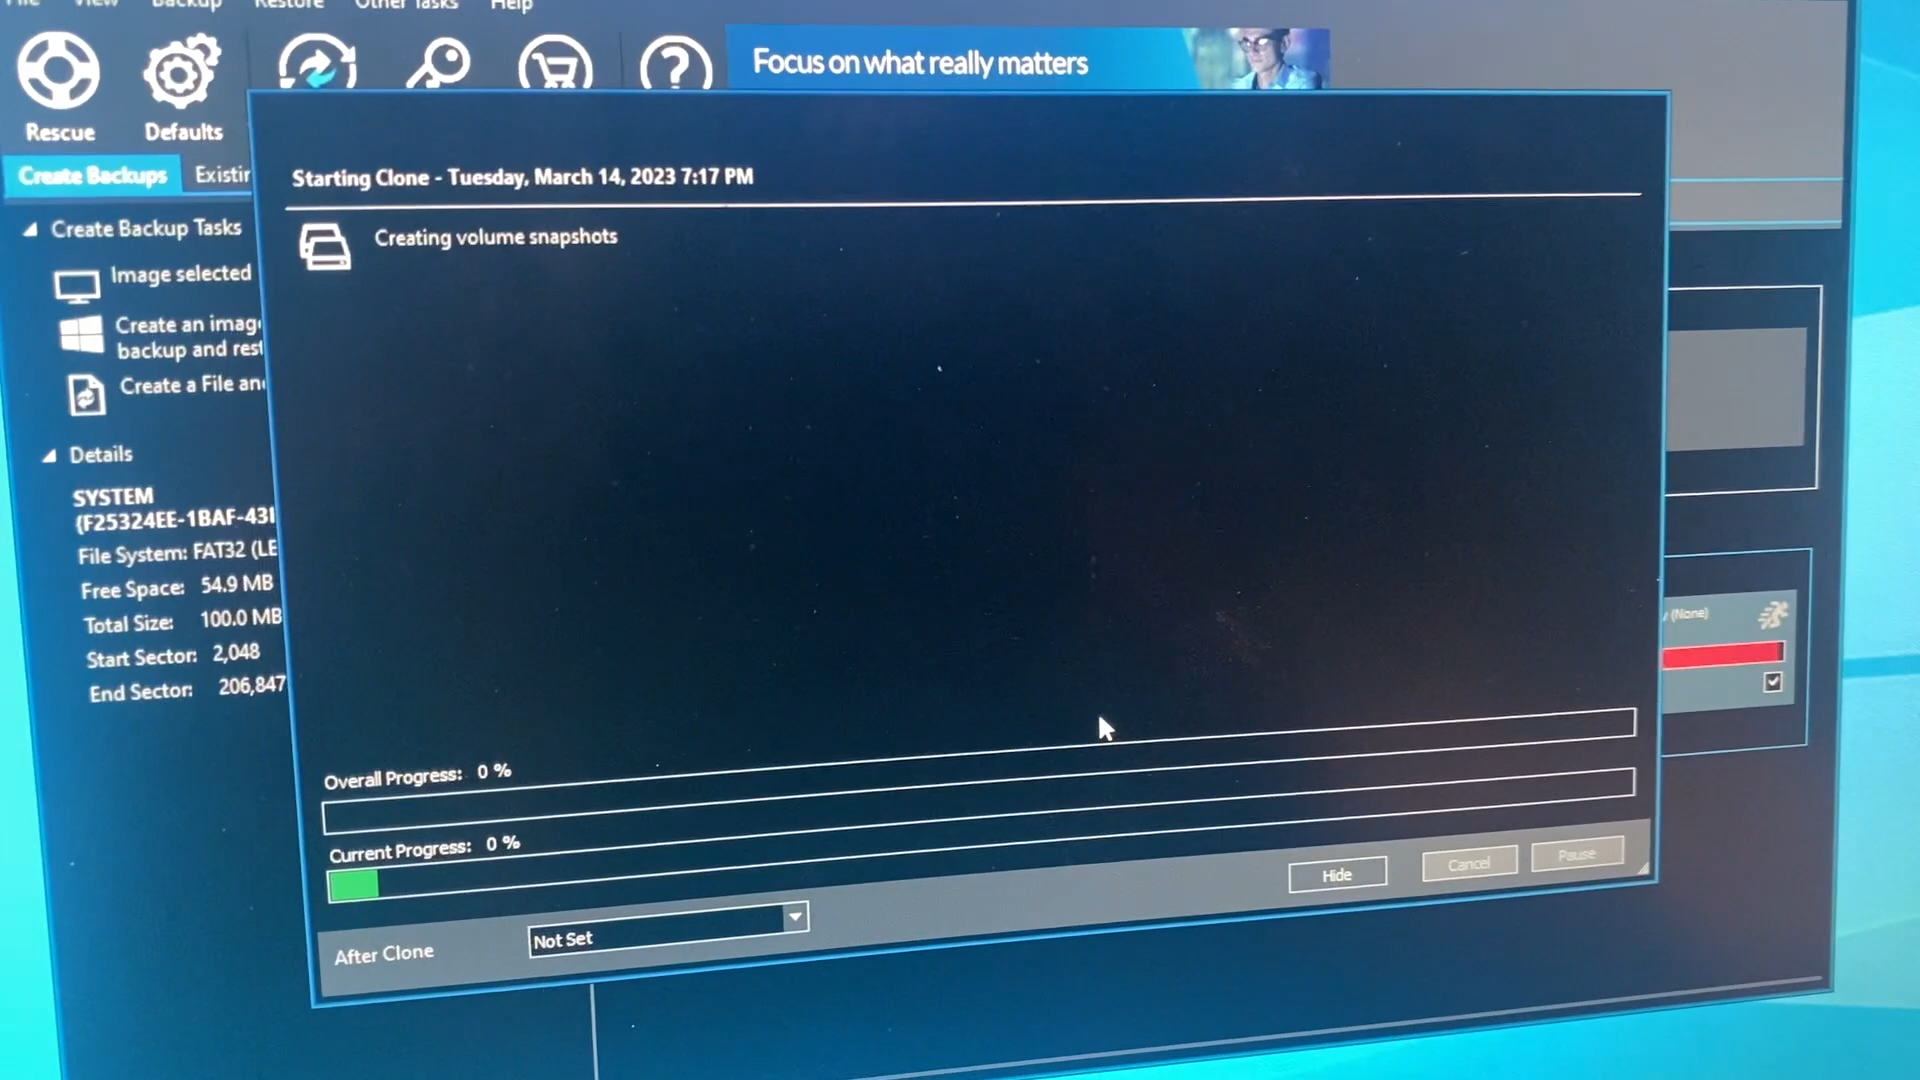 File View Backup Restore Other Tasks Help
Focus on what really matters
Rescue Defaults
Create Backups Existin
Starting Clone - Tuesday, March 14, 2023 7:17 PM
Creating volume snapshots
Create Backup Tasks
Image selected
Create an imag
backup and rest
Create a File an
Details
SYSTEM
(F25324EE-1BAF-43
File System: FAT32 (LE
Free Space: 54.9 MB
Total Size: 100.0 MB
Start Sector: 2,048
End Sector: 206,847
(None)
Overall Progress: 0 %
Current Progress: 0 %
Hide Cancel Pause
After Clone Not Set